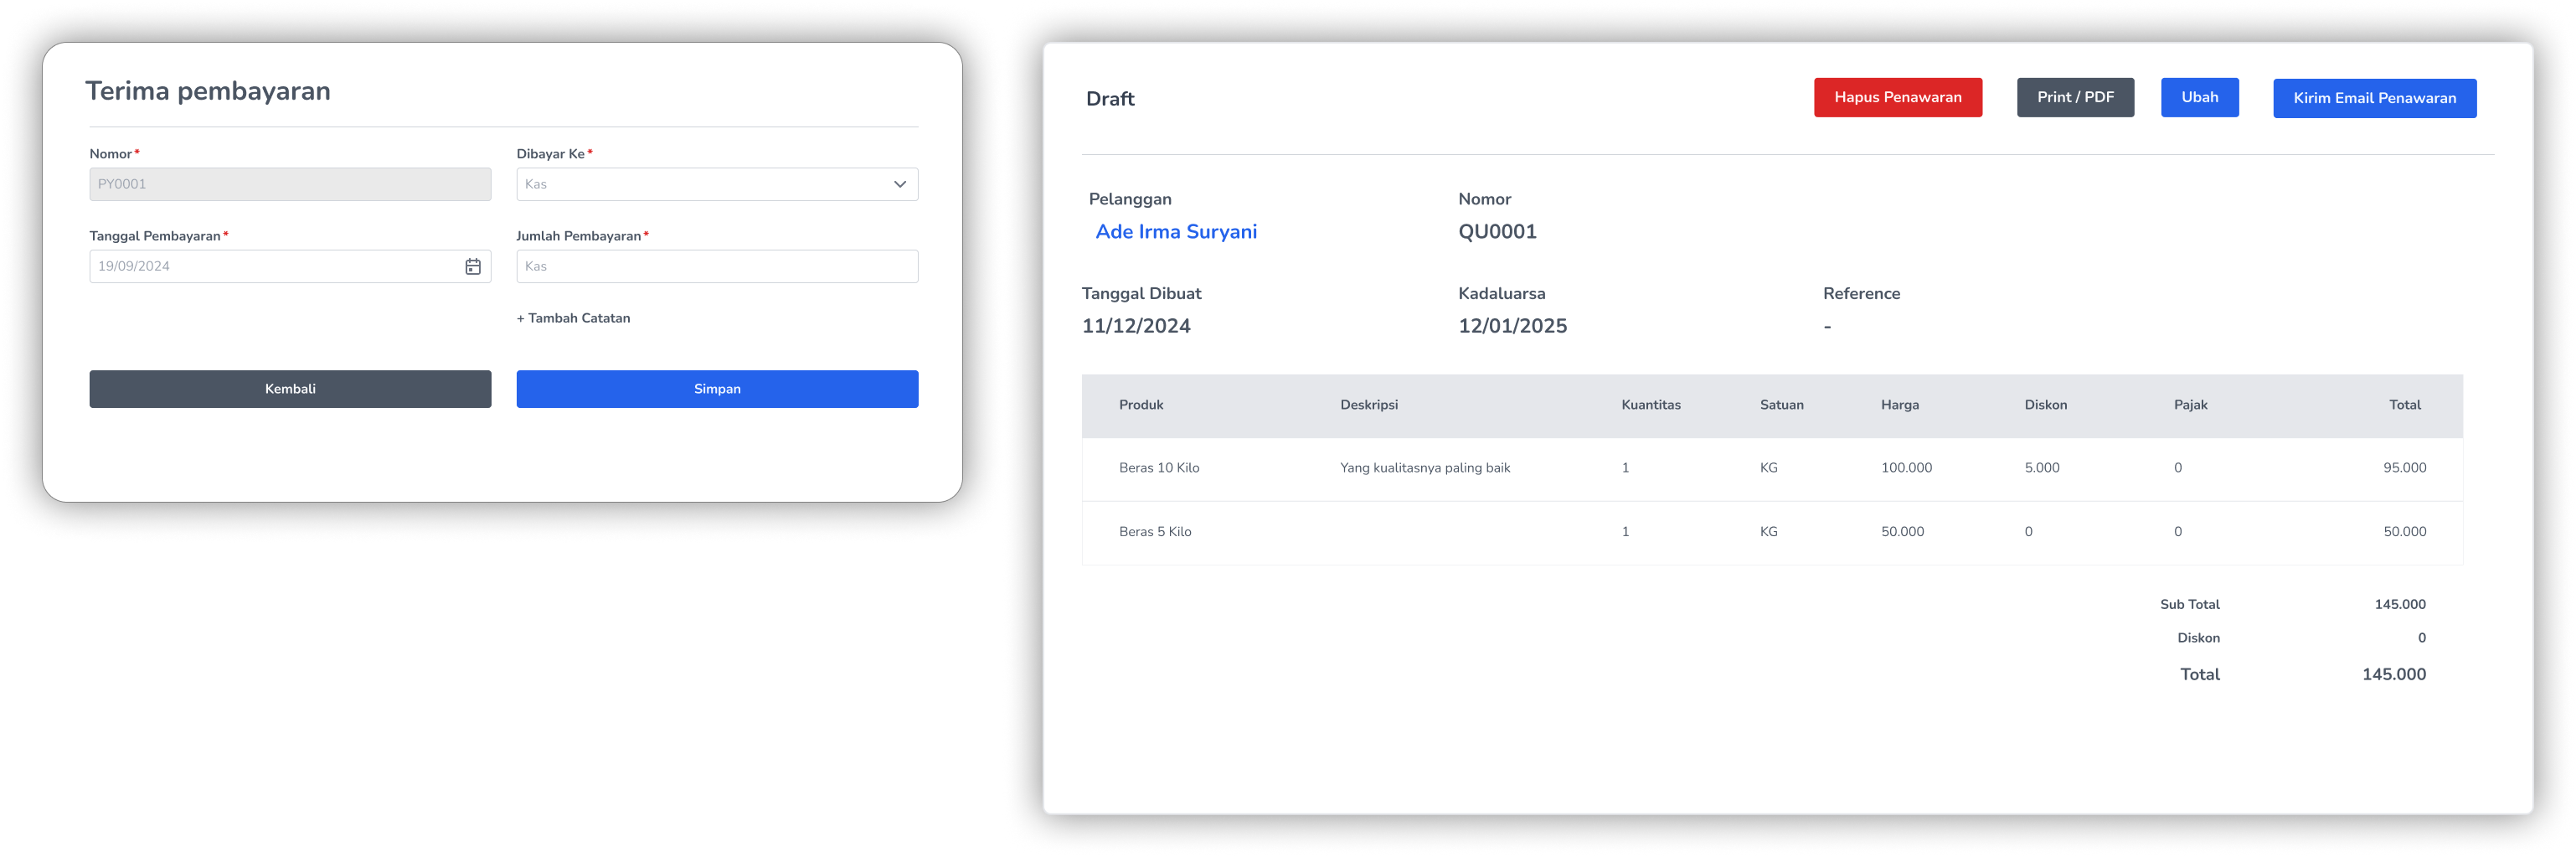 Terima pembayaran
Nomor* Dibayar Ke*
PY0001 Kas
Tanggal Pembayaran* Jumlah Pembayaran*
19/09/2024 Kas
+ Tambah Catatan
Kembali Simpan
Draft Hapus Penawaran Print / PDF Ubah Kirim Email Penawaran
Pelanggan Nomor
Ade Irma Suryani QU0001
Tanggal Dibuat Kadaluarsa Reference
11/12/2024 12/01/2025 -
Produk Deskripsi Kuantitas Satuan Harga Diskon Pajak Total
Beras 10 Kilo Yang kualitasnya paling baik 1 KG 100.000 5.000 0 95.000
Beras 5 Kilo 1 KG 50.000 0 0 50.000
Sub Total 145.000
Diskon 0
Total 145.000